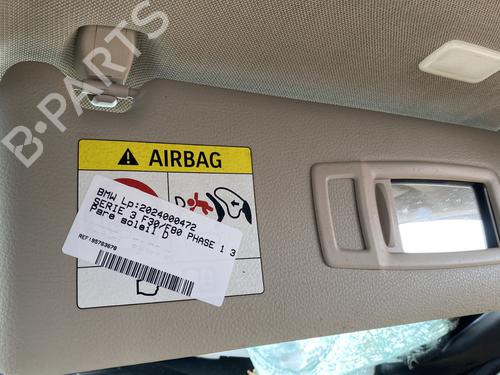 B-PARTS
AIRBAG
BMW Lp:2024000472
SERIE 3 F30/F80 PHASE 1 3
Pare soleil D